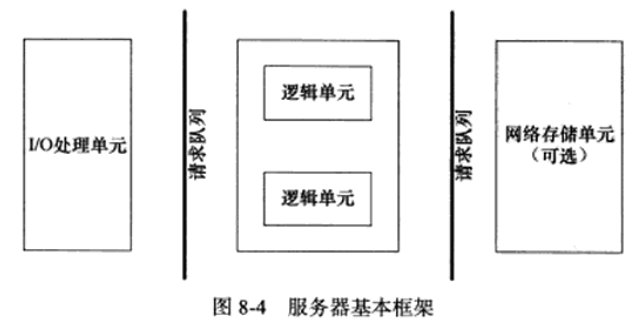 I/O处理单元
请求队列
逻辑单元
逻辑单元
请求队列
网络存储单元
（可选）
图 8-4 服务器基本框架